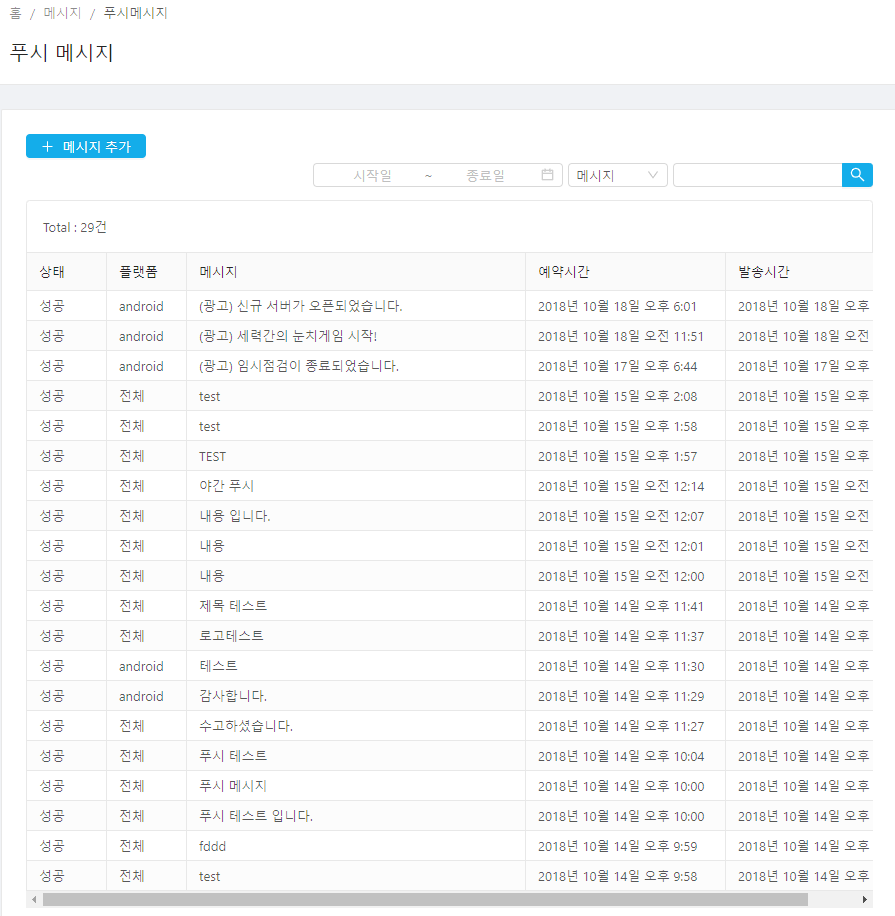 홈 / 메시지 / 푸시메시지
푸시 메시지
+ 메시지 추가
시작일 ~ 종료일 메시지
Total : 29건
상태 플랫폼 메시지 예약시간 발송시간
성공 android (광고) 신규 서버가 오픈되었습니다. 2018년 10월 18일 오후 6:01 2018년 10월 18일 오후
성공 android (광고) 세력간의 눈치게임 시작! 2018년 10월 18일 오전 11:51 2018년 10월 18일 오전
성공 android (광고) 임시점검이 종료되었습니다. 2018년 10월 17일 오후 6:44 2018년 10월 17일 오후
성공 전체 test 2018년 10월 15일 오후 2:08 2018년 10월 15일 오후
성공 전체 test 2018년 10월 15일 오후 1:58 2018년 10월 15일 오후
성공 전체 TEST 2018년 10월 15일 오후 1:57 2018년 10월 15일 오후
성공 전체 야간 푸시 2018년 10월 15일 오전 12:14 2018년 10월 15일 오전
성공 전체 내용 입니다. 2018년 10월 15일 오전 12:07 2018년 10월 15일 오전
성공 전체 내용 2018년 10월 15일 오전 12:01 2018년 10월 15일 오전
성공 전체 내용 2018년 10월 15일 오전 12:00 2018년 10월 15일 오전
성공 전체 제목 테스트 2018년 10월 14일 오후 11:41 2018년 10월 14일 오후
성공 전체 로고테스트 2018년 10월 14일 오후 11:37 2018년 10월 14일 오후
성공 android 테스트 2018년 10월 14일 오후 11:30 2018년 10월 14일 오후
성공 android 감사합니다. 2018년 10월 14일 오후 11:29 2018년 10월 14일 오후
성공 전체 수고하셨습니다. 2018년 10월 14일 오후 11:27 2018년 10월 14일 오후
성공 전체 푸시 테스트 2018년 10월 14일 오후 10:04 2018년 10월 14일 오후
성공 전체 푸시 메시지 2018년 10월 14일 오후 10:00 2018년 10월 14일 오후
성공 전체 푸시 테스트 입니다. 2018년 10월 14일 오후 10:00 2018년 10월 14일 오후
성공 전체 fddd 2018년 10월 14일 오후 9:59 2018년 10월 14일 오후
성공 전체 test 2018년 10월 14일 오후 9:58 2018년 10월 14일 오후